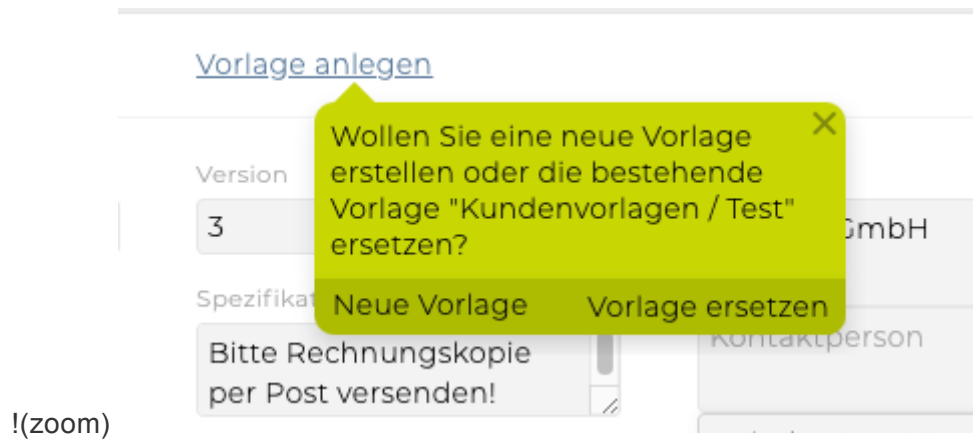 Vorlage anlegen
Wollen Sie eine neue Vorlage
erstellen oder die bestehende
Vorlage "Kundenvorlagen / Test"
ersetzen?
Neue Vorlage Vorlage ersetzen
Version
3
GmbH
Spezifikat
Bitte Rechnungskopie
per Post versenden!
Kontaktperson
!(zoom)